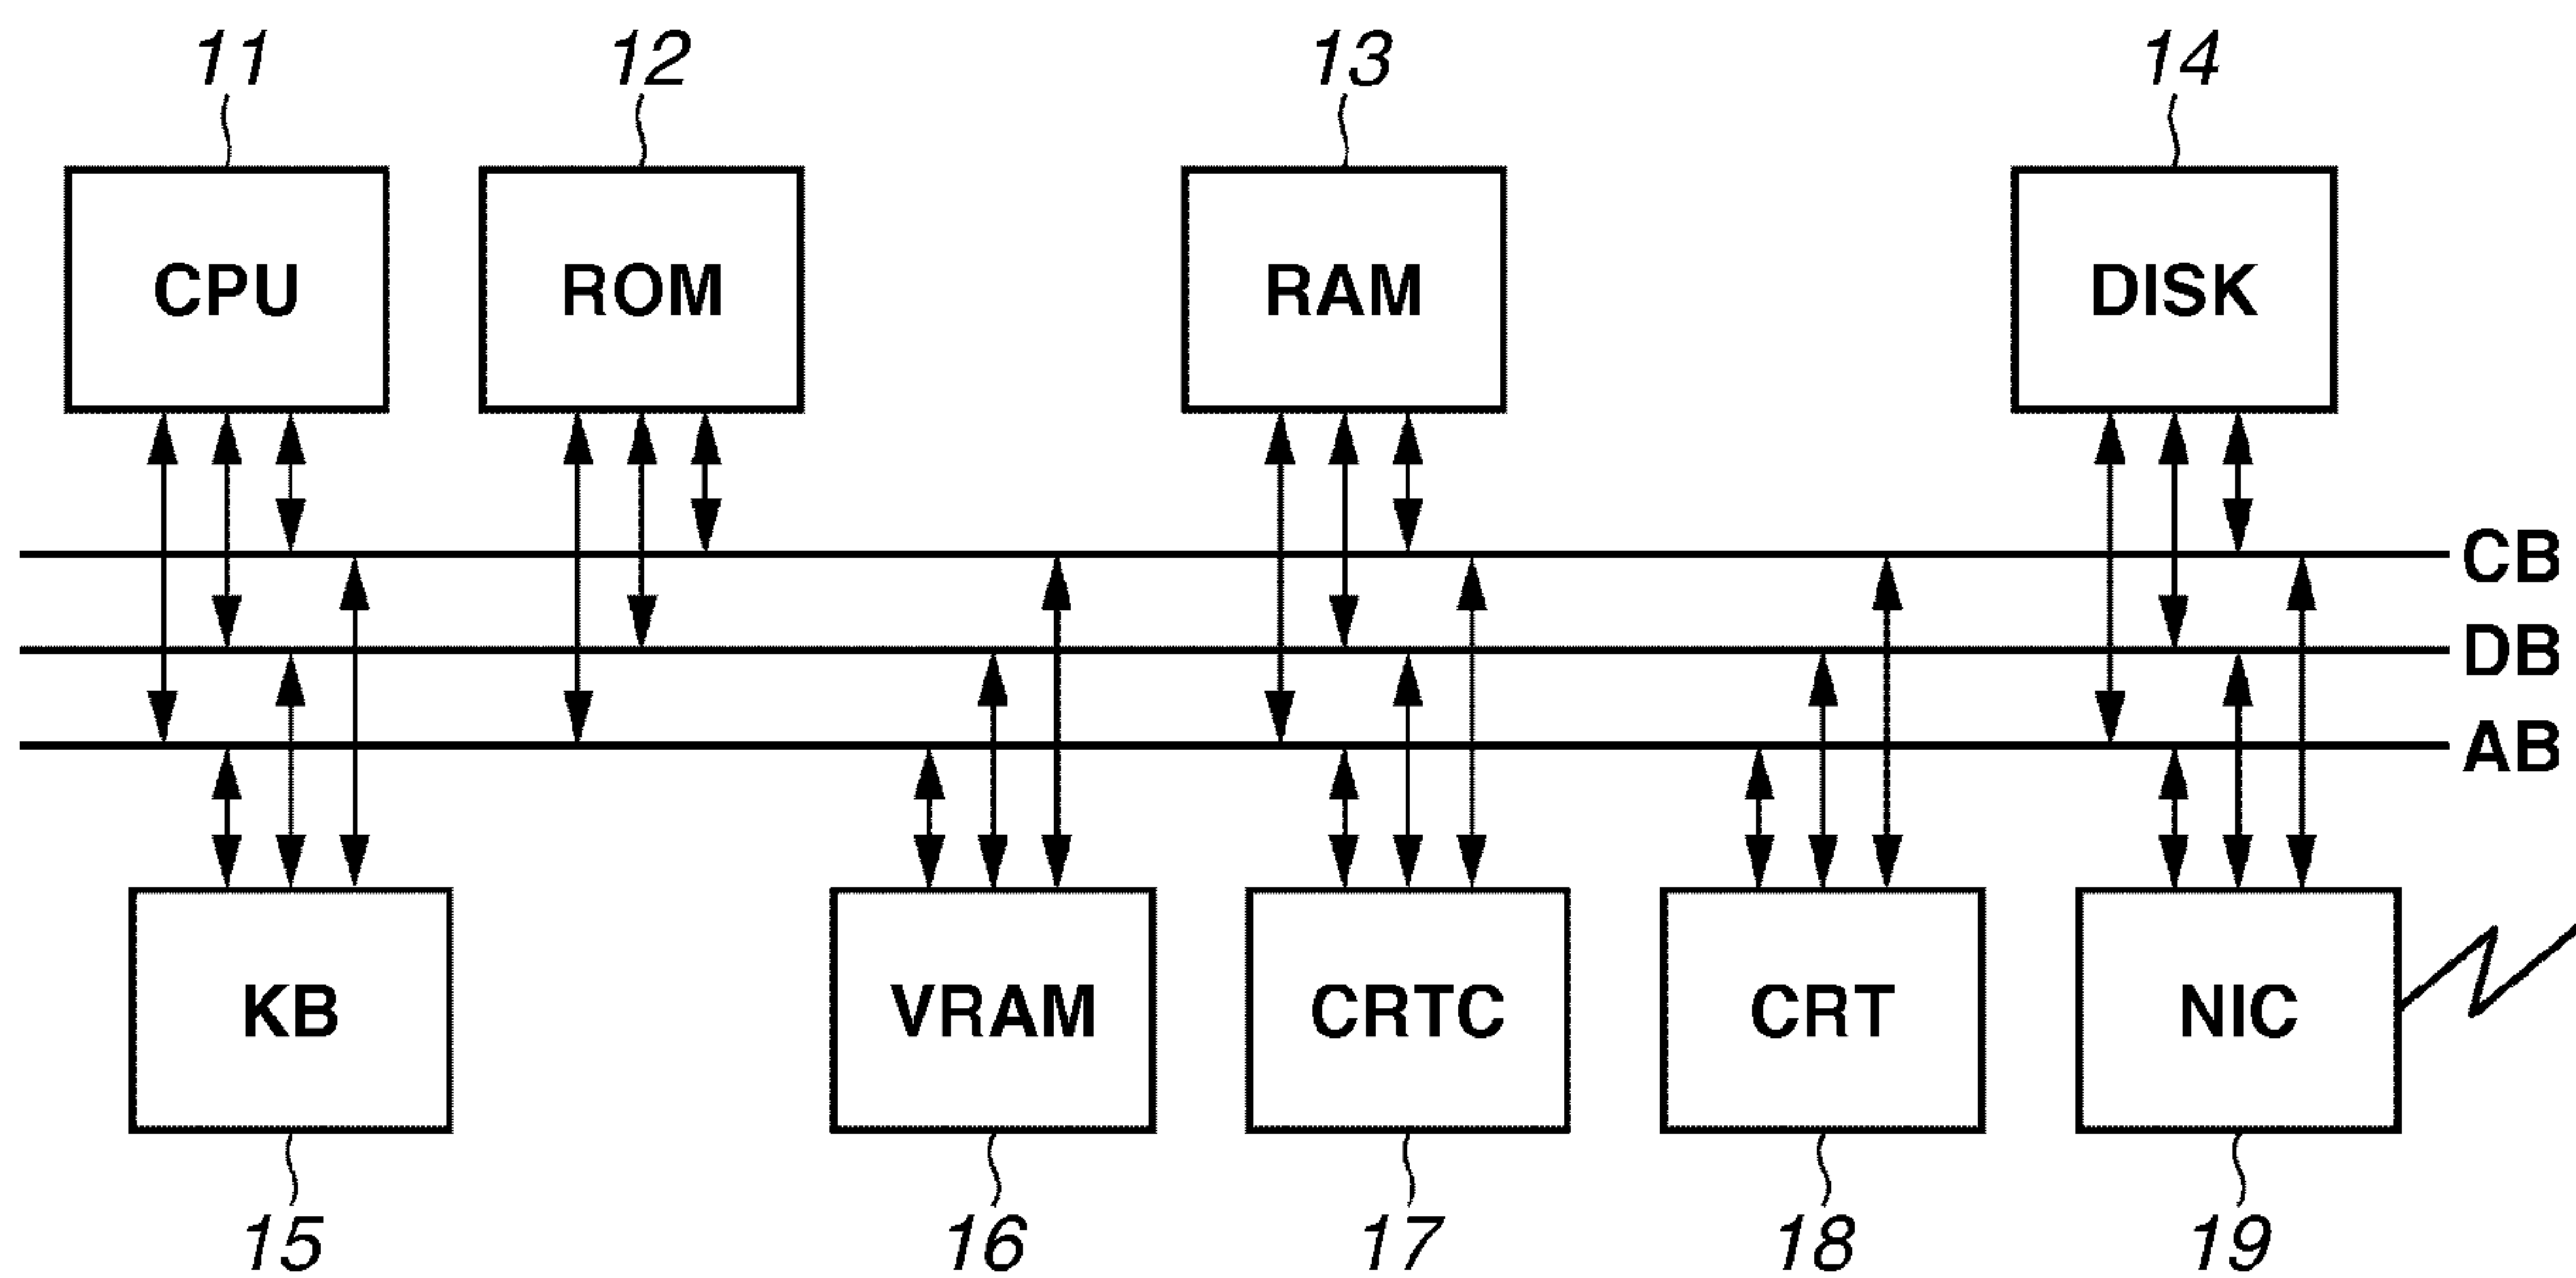 11 12 13 14
CPU ROM RAM DISK
CB
DB
AB
KB VRAM CRTC CRT NIC
15 16 17 18 19